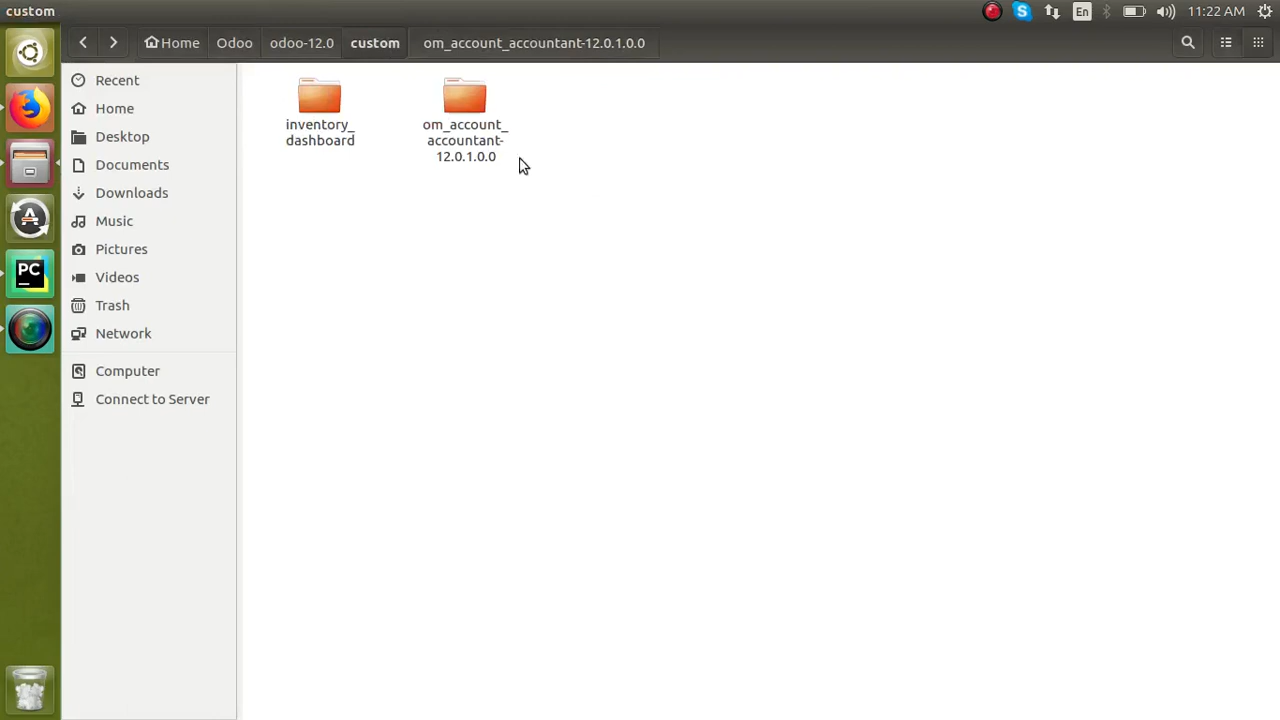 custom
En
11:22 AM
Home
Odoo
odoo-12.0
custom
om_account_accountant-12.0.1.0.0
Recent
Home
Desktop
Documents
Downloads
Music
Pictures
Videos
Trash
Network
Computer
Connect to Server
inventory_
dashboard
om_account_
accountant-
12.0.1.0.0
PC